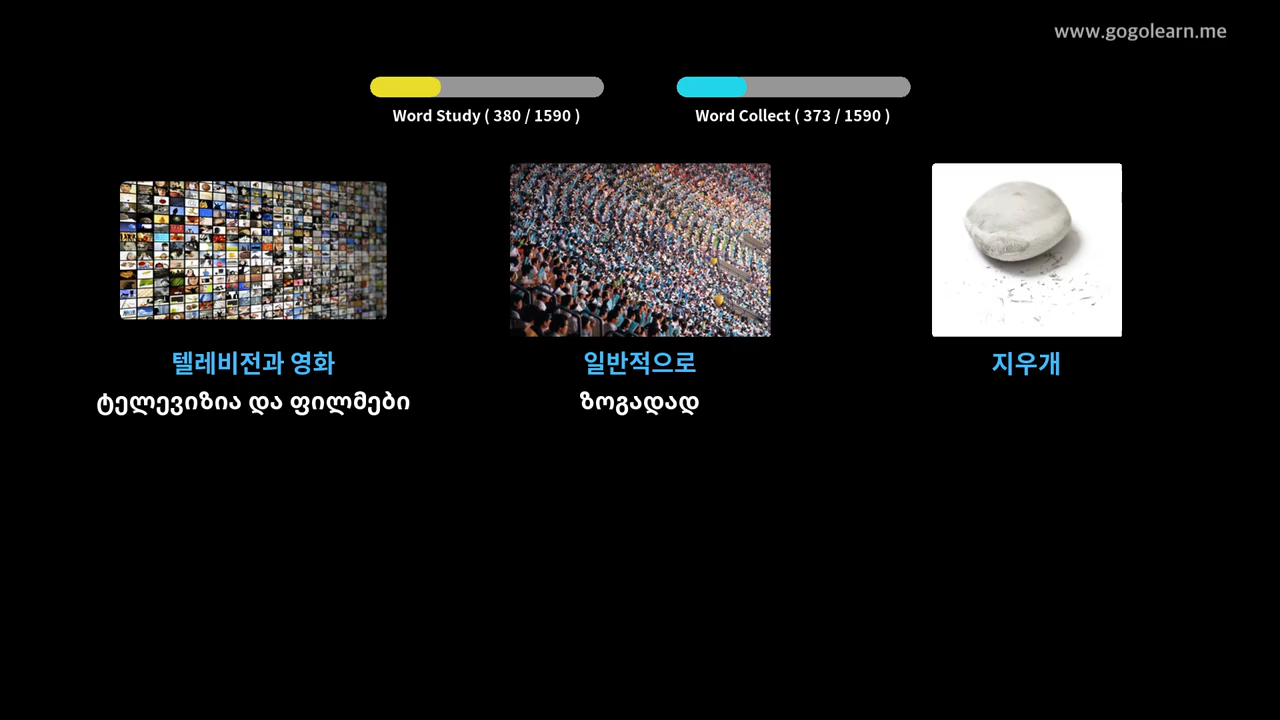 www.gogolearn.me
Word Study ( 380 / 1590 )
Word Collect ( 373 / 1590 )
텔레비전과 영화
ტელევიზია და ფილმები
일반적으로
ზოგადად
지우개